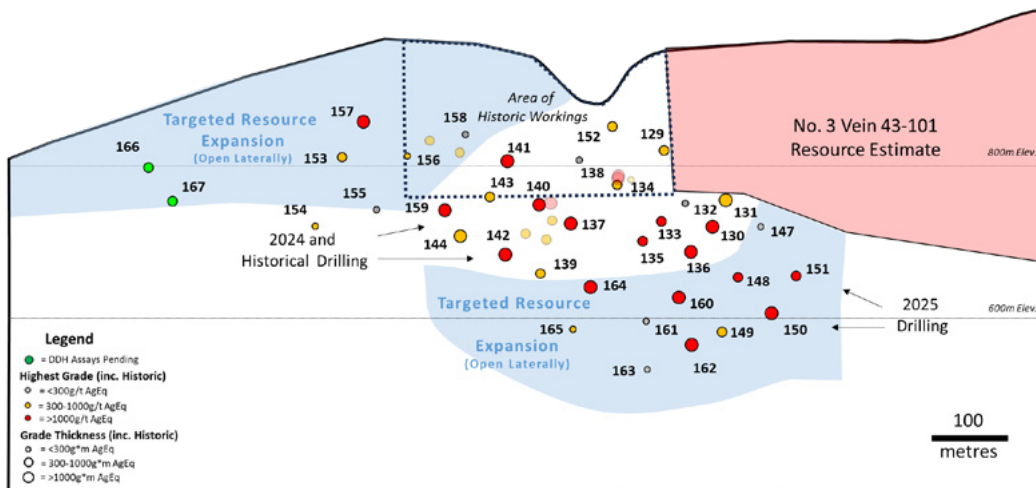 157
158
Area of
Historic Workings
152
129
Targeted Resource
Expansion
(Open Laterally)
No. 3 Vein 43-101
Resource Estimate
166
153
156
141
138
800m Elev.
167
155
143
140
134
154
159
132
131
2024 and
Historical Drilling
144
142
137
133
130
147
135
136
139
148
151
164
Targeted Resource
160
2025
Drilling
600m Elev.
165
161
149
150
Expansion
(Open Laterally)
163
162
Legend
= DDH Assays Pending
Highest Grade (inc. Historic)
= <300g/t AgEq
= 300-1000g/t AgEq
= >1000g/t AgEq
Grade Thickness (inc. Historic)
= <300g*m AgEq
= 300-1000g*m AgEq
= >1000g*m AgEq
100
metres